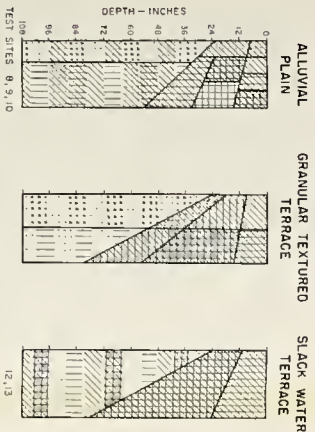 DEPTH - INCHES
0
12
24
36
48
60
72
84
96
108
ALLUVIAL
PLAIN
TEST SITES 8,9,10
GRANULAR TEXTURED
TERRACE
SLACK WATER
TERRACE
12,13